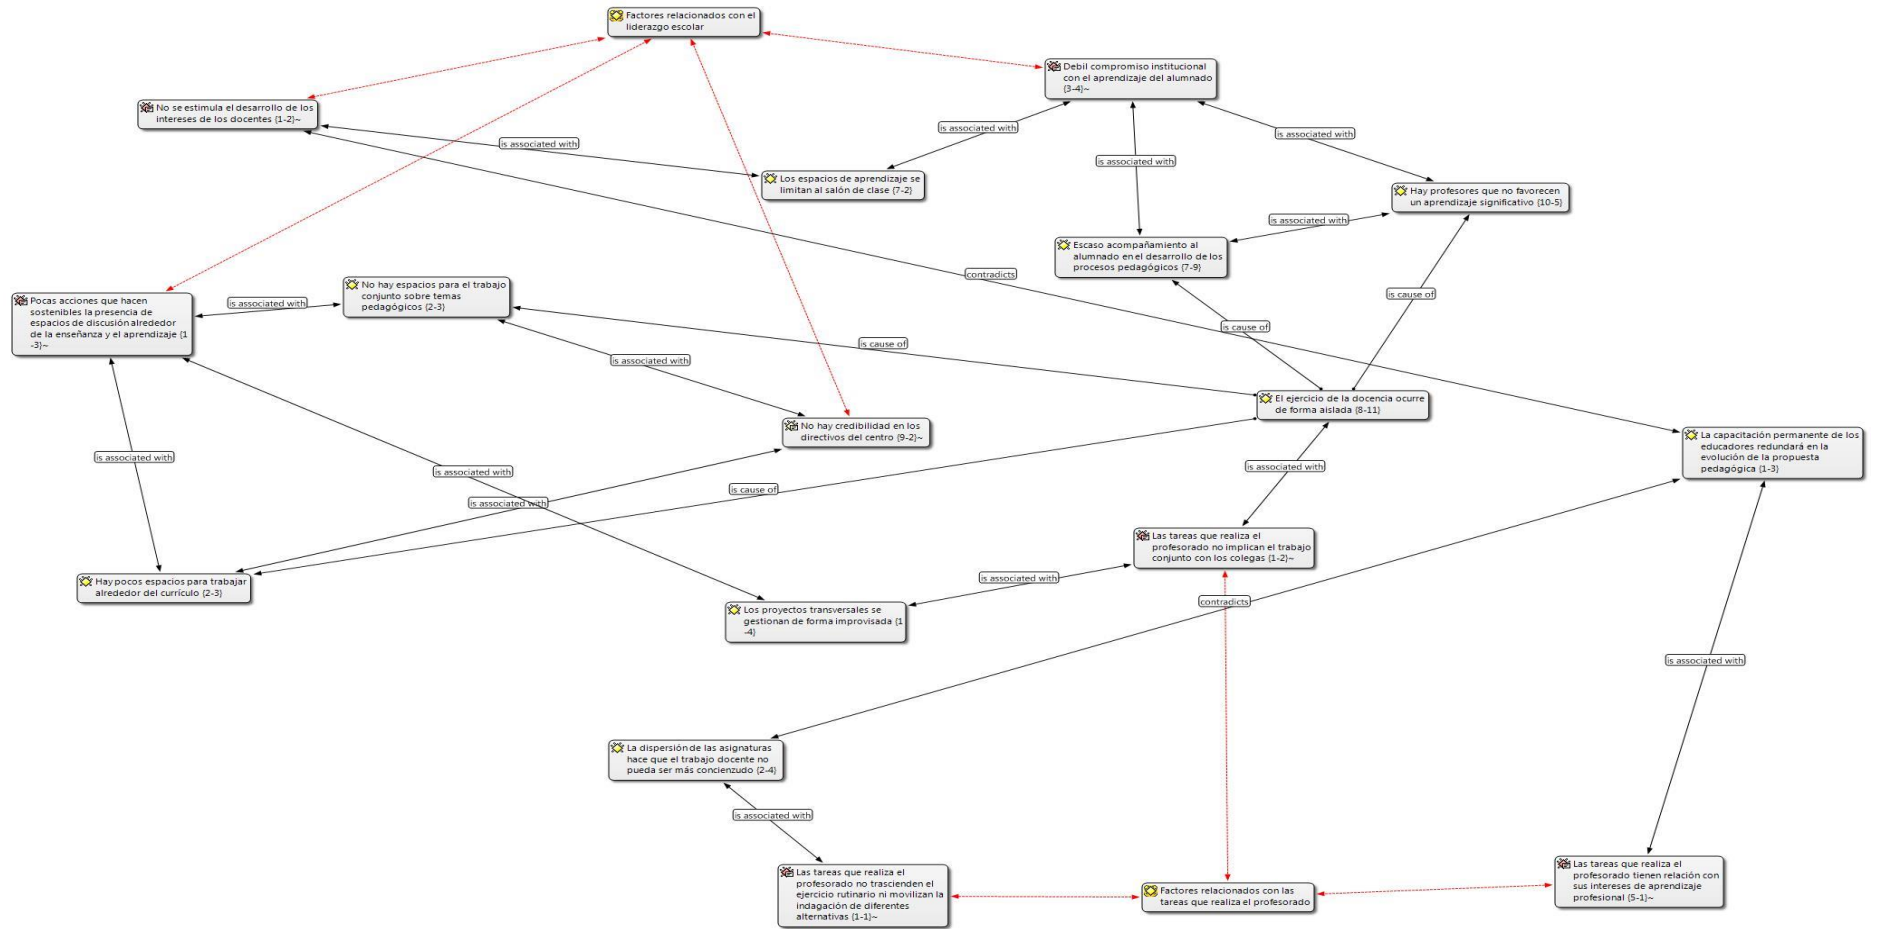 Factores relacionados con el
liderazgo escolar
Debil compromiso institucional
con el aprendizaje del alumnado
{3-4}~
No se estimula el desarrollo de los
intereses de los docentes {1-2}~
is associated with
is associated with
is associated with
is associated with
Los espacios de aprendizaje se
limitan al salón de clase {7-2}
Hay profesores que no favorecen
un aprendizaje significativo {10-5}
is associated with
Escaso acompañamiento al
alumnado en el desarrollo de los
procesos pedagógicos {7-9}
contradicts
No hay espacios para el trabajo
conjunto sobre temas
pedagógicos {2-3}
Pocas acciones que hacen
sostenibles la presencia de
espacios de discusión alrededor
de la enseñanza y el aprendizaje {1
-3}~
is associated with
is cause of
is cause of
is cause of
is associated with
El ejercicio de la docencia ocurre
de forma aislada {8-11}
No hay credibilidad en los
directivos del centro {9-2}~
La capacitación permanente de los
educadores redundará en la
evolución de la propuesta
pedagógica {1-3}
is associated with
is associated with
is associated with
is cause of
is associated with
Las tareas que realiza el
profesorado no implican el trabajo
conjunto con los colegas {1-2}~
Hay pocos espacios para trabajar
alrededor del currículo {2-3}
is associated with
Los proyectos transversales se
gestionan de forma improvisada {1
-4}
contradicts
is associated with
La dispersión de las asignaturas
hace que el trabajo docente no
pueda ser más concienzudo {2-4}
is associated with
Las tareas que realiza el
profesorado no trascienden el
ejercicio rutinario ni movilizan la
indagación de diferentes
alternativas {1-1}~
Factores relacionados con las
tareas que realiza el profesorado
Las tareas que realiza el
profesorado tienen relación con
sus intereses de aprendizaje
profesional {5-1}~